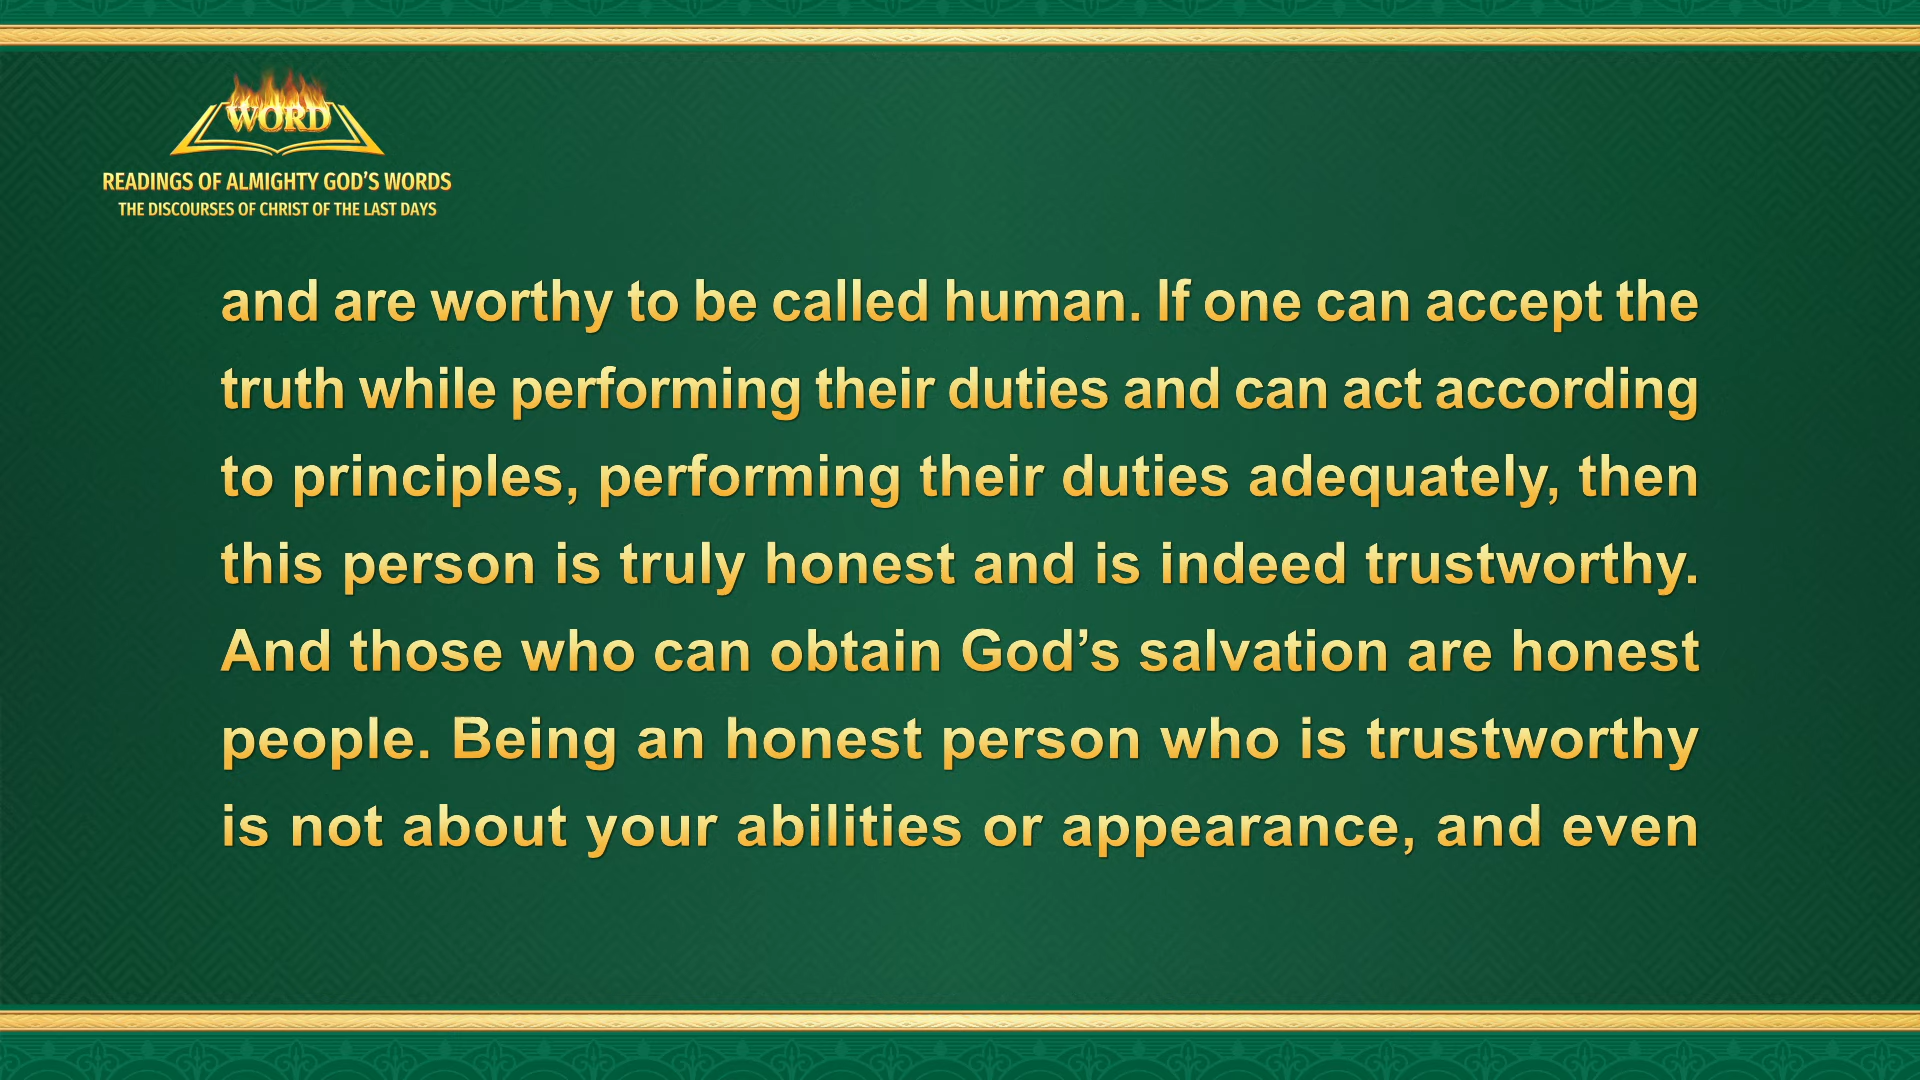 WORD
READINGS OF ALMIGHTY GOD'S WORDS
THE DISCOURSES OF CHRIST OF THE LAST DAYS
and are worthy to be called human. If one can accept the
truth while performing their duties and can act according
to principles, performing their duties adequately, then
this person is truly honest and is indeed trustworthy.
And those who can obtain God’s salvation are honest
people. Being an honest person who is trustworthy
is not about your abilities or appearance, and even